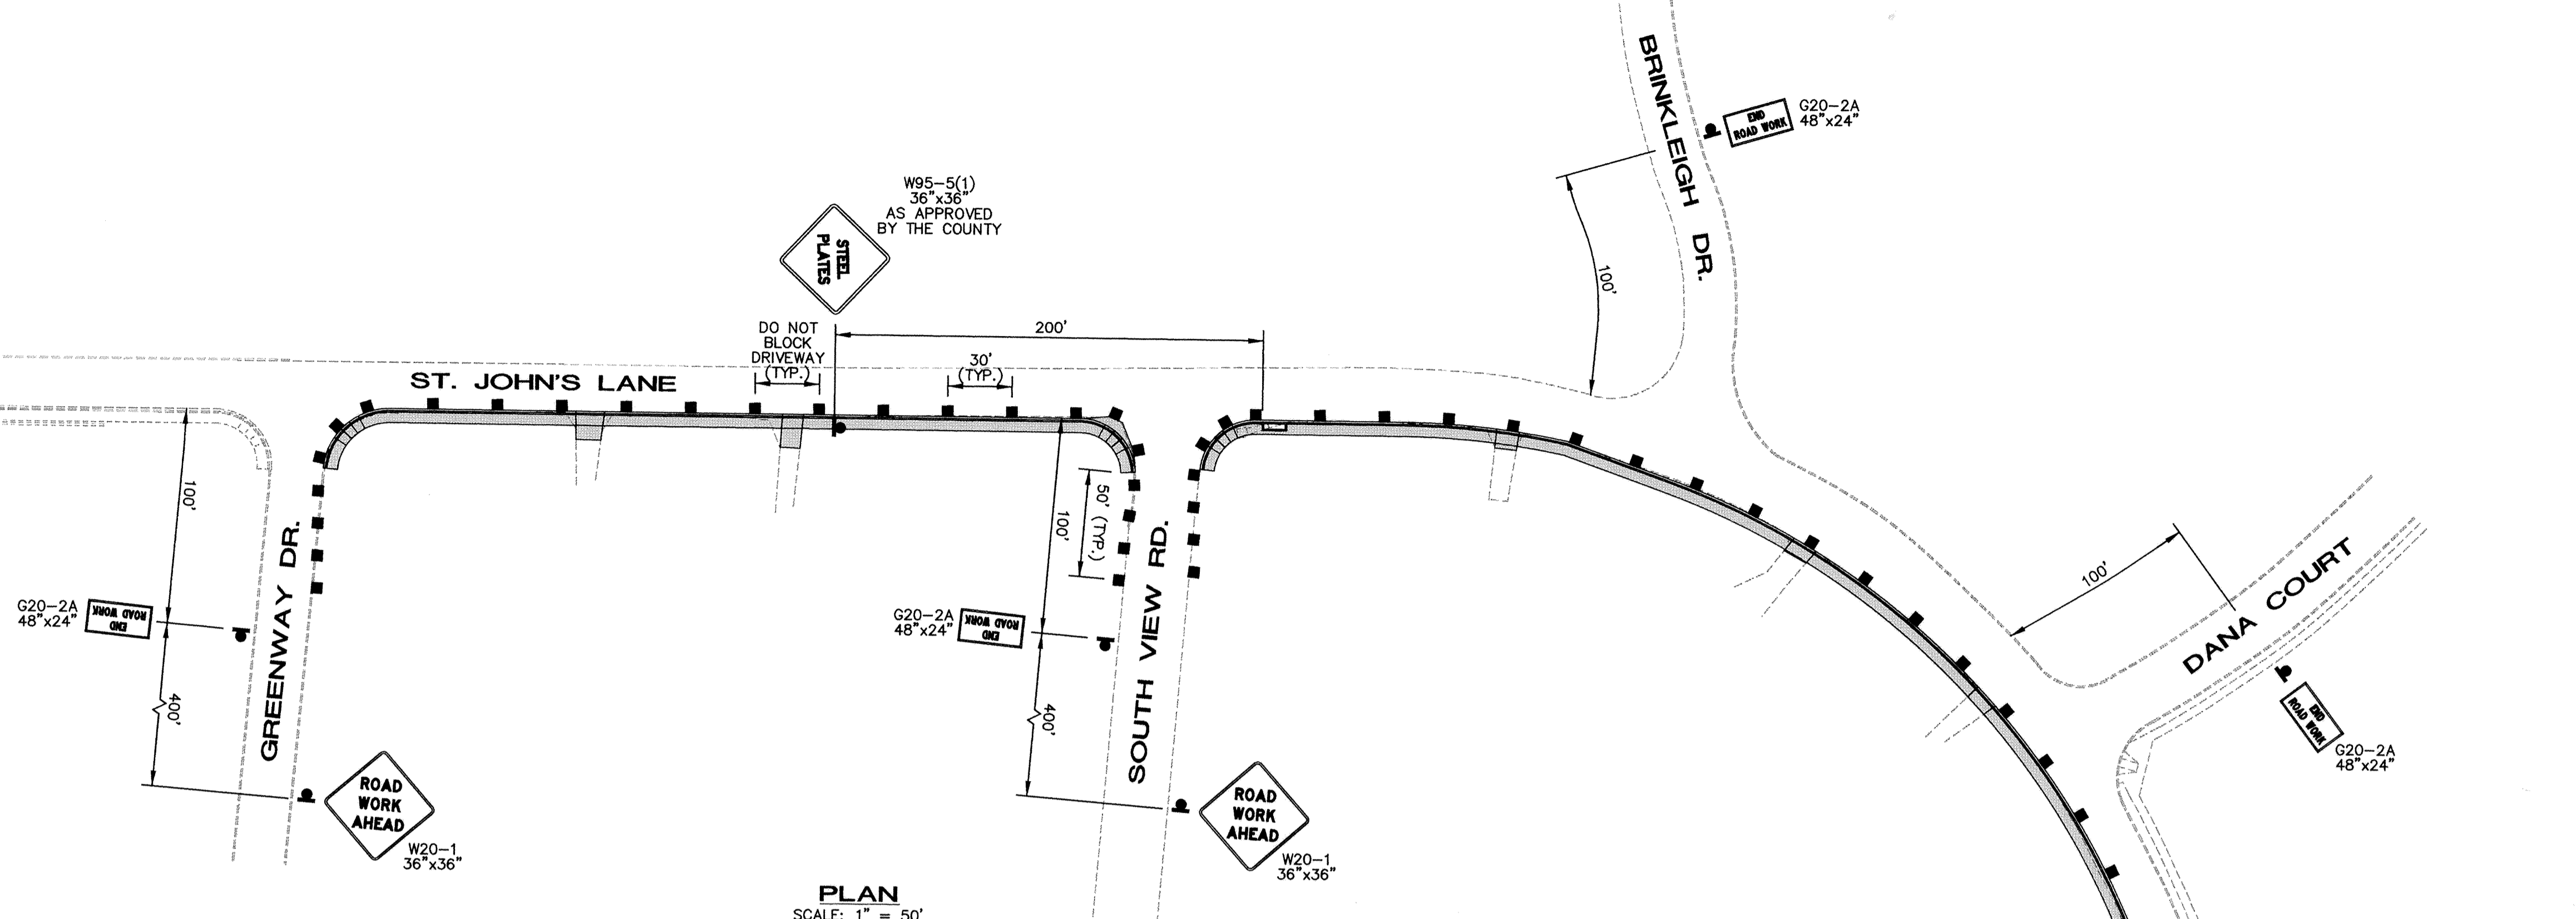 BRINKLEIGH DR.
END
ROAD WORK
G20-2A
48"x24"
W95-5(1)
36"x36"
AS APPROVED
BY THE COUNTY
STEEL
PLATES
100'
DO NOT
BLOCK
DRIVEWAY
(TYP.)
200'
30'
(TYP.)
ST. JOHN'S LANE
100'
GREENWAY DR.
G20-2A
48"x24"
END
ROAD WORK
400'
ROAD
WORK
AHEAD
W20-1
36"x36"
50' (TYP.)
100'
SOUTH VIEW RD.
G20-2A
48"x24"
END
ROAD WORK
400'
ROAD
WORK
AHEAD
W20-1
36"x36"
100'
DANA COURT
END
ROAD WORK
G20-2A
48"x24"
PLAN
SCALE: 1" = 50'